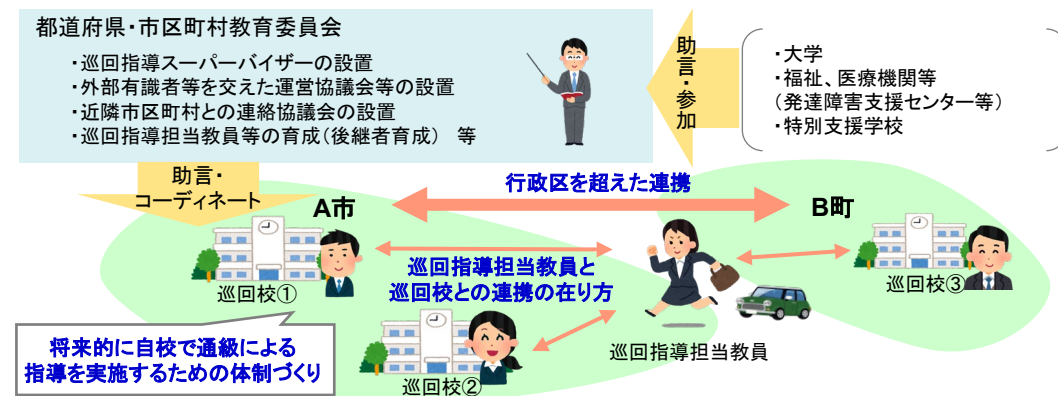 都道府県・市区町村教育委員会
・巡回指導スーパーバイザーの設置
・外部有識者等を交えた運営協議会等の設置
・近隣市区町村との連絡協議会の設置
・巡回指導担当教員等の育成(後継者育成) 等
助言・参加
・大学
・福祉、医療機関等
(発達障害支援センター等)
・特別支援学校
助言・
コーディネート
行政区を超えた連携
A市
B町
巡回校①
巡回指導担当教員と
巡回校との連携の在り方
巡回校③
将来的に自校で通級による
指導を実施するための体制づくり
巡回校②
巡回指導担当教員